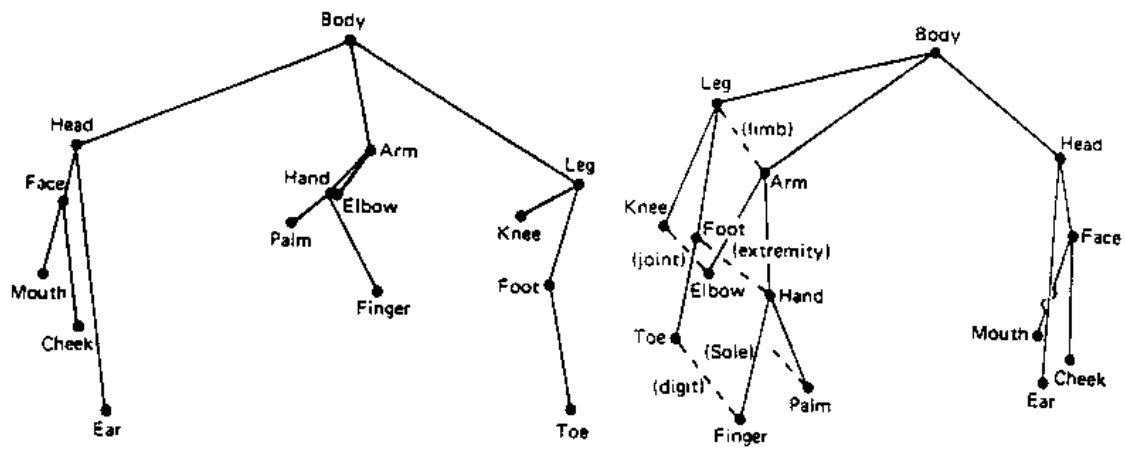 Body
Head
Arm
Leg
Face
Hand
Elbow
Palm
Knee
Mouth
Finger
Foot
Cheek
Ear
Toe
Body
Leg
(limb)
Head
Arm
Knee
Foot
Face
(joint)
(extremity)
Elbow
Hand
Toe
(Sole)
Mouth
(digit)
Palm
Cheek
Ear
Finger